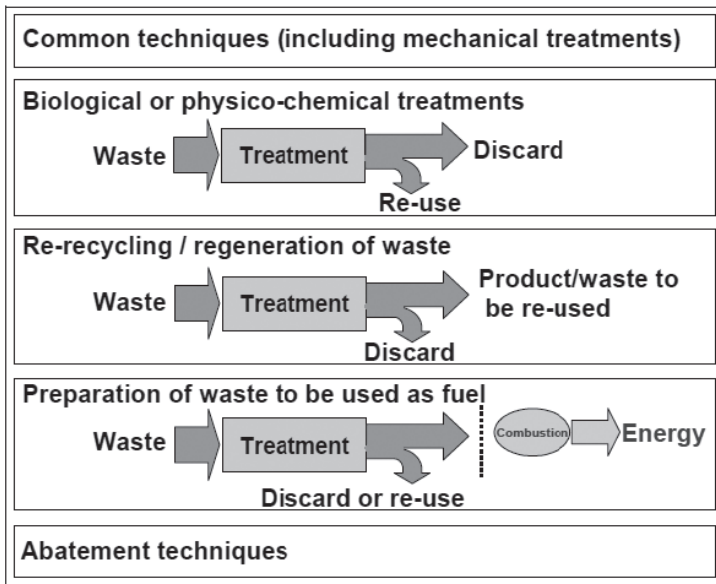 Common techniques (including mechanical treatments)
Biological or physico-chemical treatments
Waste
Treatment
Discard
Re-use
Re-recycling / regeneration of waste
Waste
Treatment
Product/waste to
be re-used
Discard
Preparation of waste to be used as fuel
Waste
Treatment
Combustion
Energy
Discard or re-use
Abatement techniques